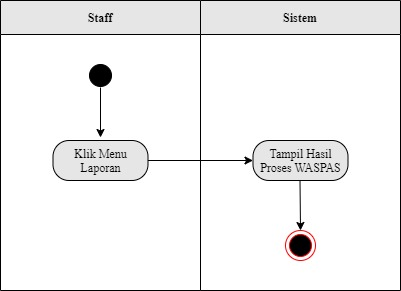 Staff
Sistem
Klik Menu
Laporan
Tampil Hasil
Proses WASPAS